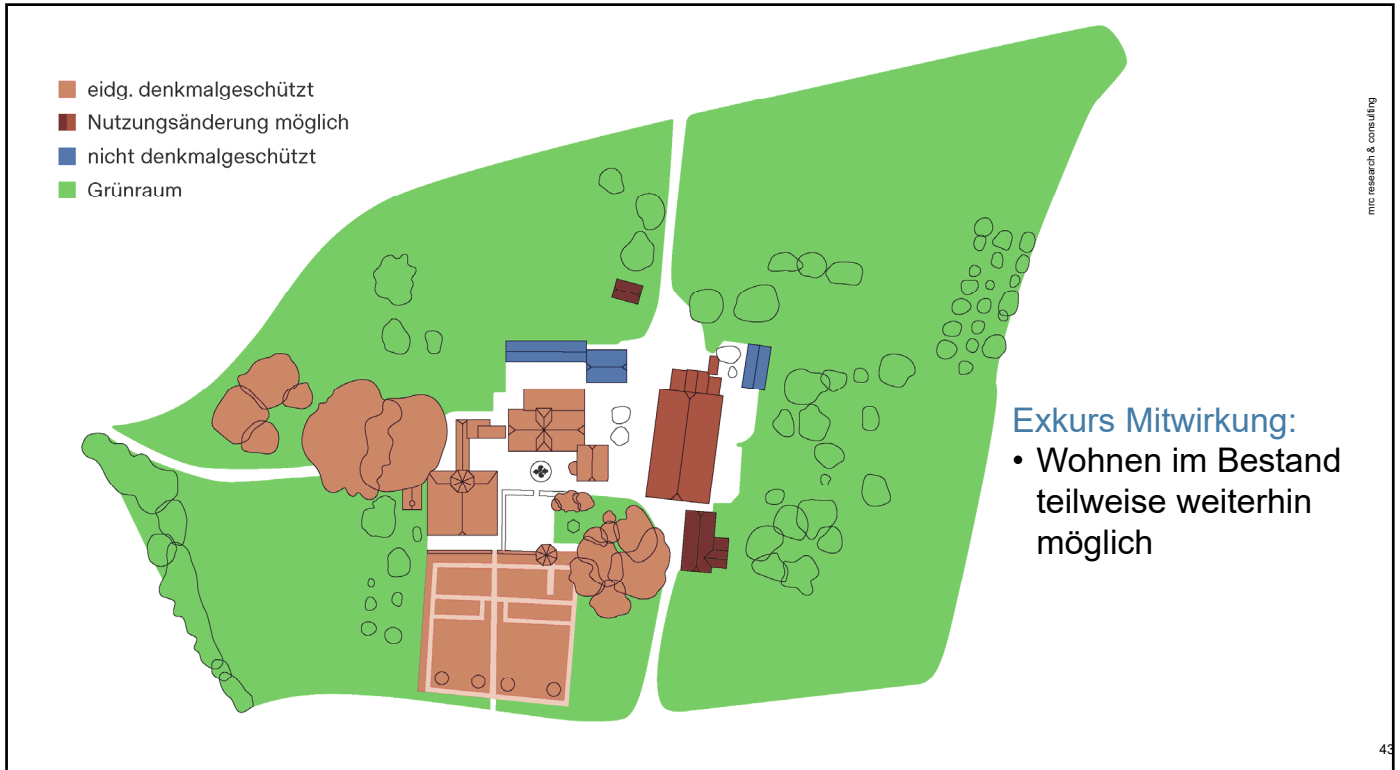 eidg. denkmalgeschützt
Nutzungsänderung möglich
nicht denkmalgeschützt
Grünraum
mrc research & consulting
Exkurs Mitwirkung:
• Wohnen im Bestand
teilweise weiterhin
möglich
43